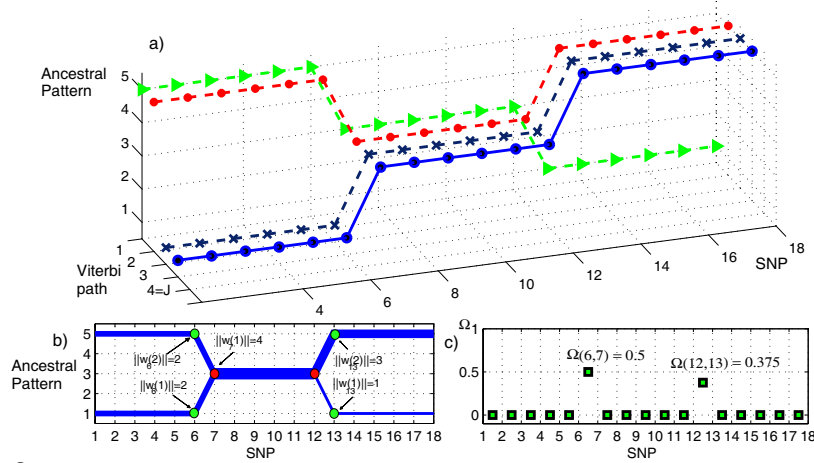 a)
Ancestral
Pattern
5
4
3
2
1
1
2
3
4=J
Viterbi
path
4
6
8
10
12
14
16
18
SNP
b)
Ancestral
Pattern
5
4
3
2
1
||w₆(2)||=2
||w₇(1)||=4
||w₆(1)||=2
||w₁₃(2)||=3
||w₁₃(1)||=1
1 2 3 4 5 6 7 8 9 10 11 12 13 14 15 16 17 18
SNP
c)
Ω 1
0.5
0
Ω(6,7) = 0.5
Ω(12,13) = 0.375
1 2 3 4 5 6 7 8 9 10 11 12 13 14 15 16 17 18
SNP